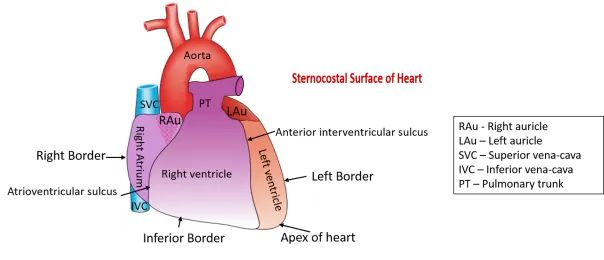 Aorta
Sternocostal Surface of Heart
SVC
PT
RAu
LAu
Anterior interventricular sulcus
Right Border
Right Atrium
Right ventricle
Left ventricle
Left Border
Atrioventricular sulcus
IVC
Inferior Border
Apex of heart
RAu - Right auricle
LAu – Left auricle
SVC – Superior vena-cava
IVC – Inferior vena-cava
PT – Pulmonary trunk